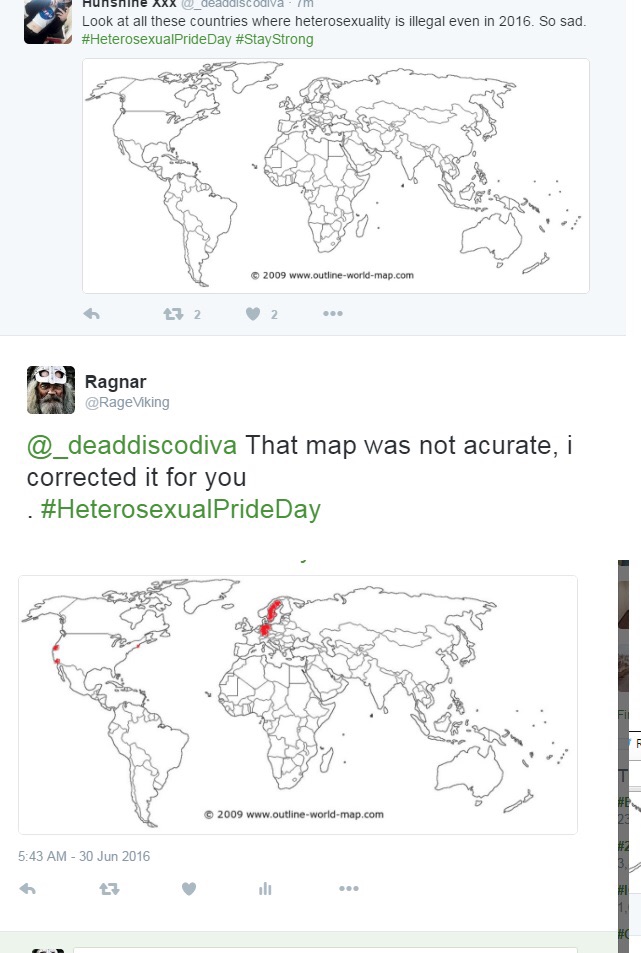 Hunshine Xxx @_deaddiscodiva · 7m
Look at all these countries where heterosexuality is illegal even in 2016. So sad.
#HeterosexualPrideDay #StayStrong
© 2009 www.outline-world-map.com
2
2
Ragnar
@RageViking
@_deaddiscodiva That map was not acurate, i
corrected it for you
. #HeterosexualPrideDay
© 2009 www.outline-world-map.com
5:43 AM - 30 Jun 2016